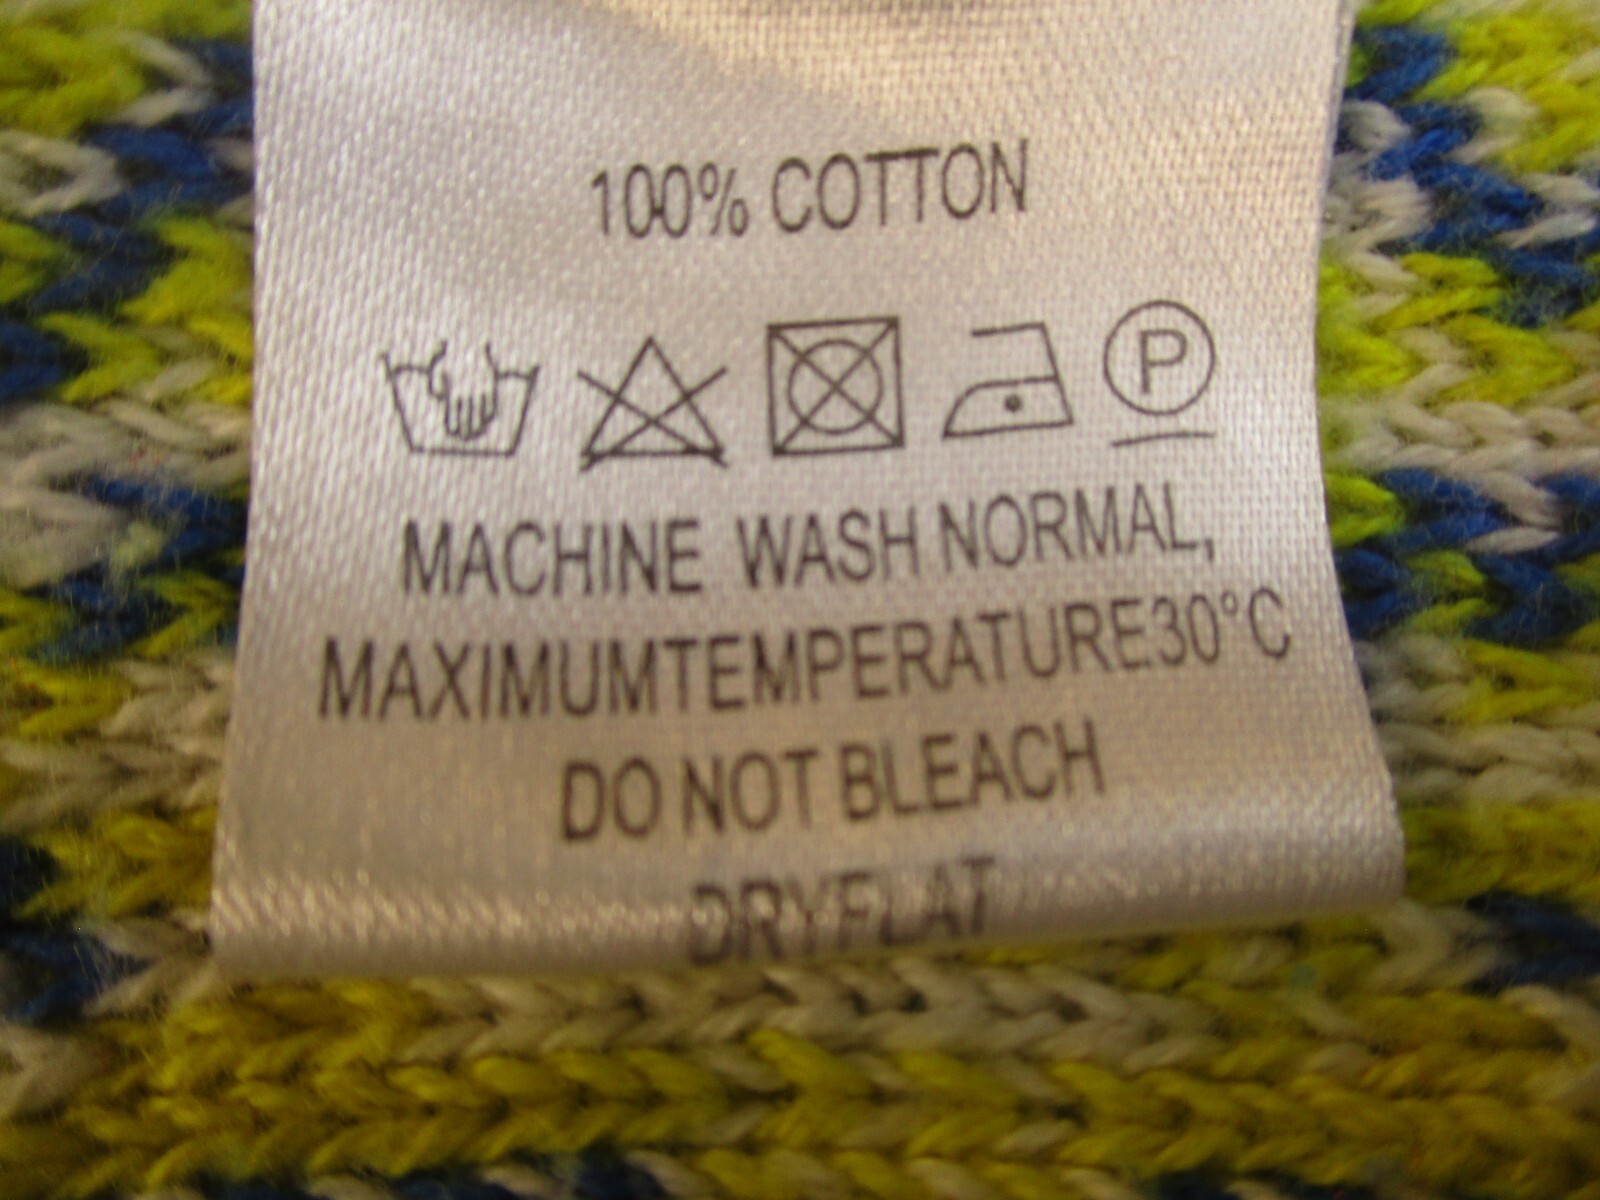 100% COTTON
P
MACHINE WASH NORMAL,
MAXIMUMTEMPERATURE30°C
DO NOT BLEACH
DRYFLAT